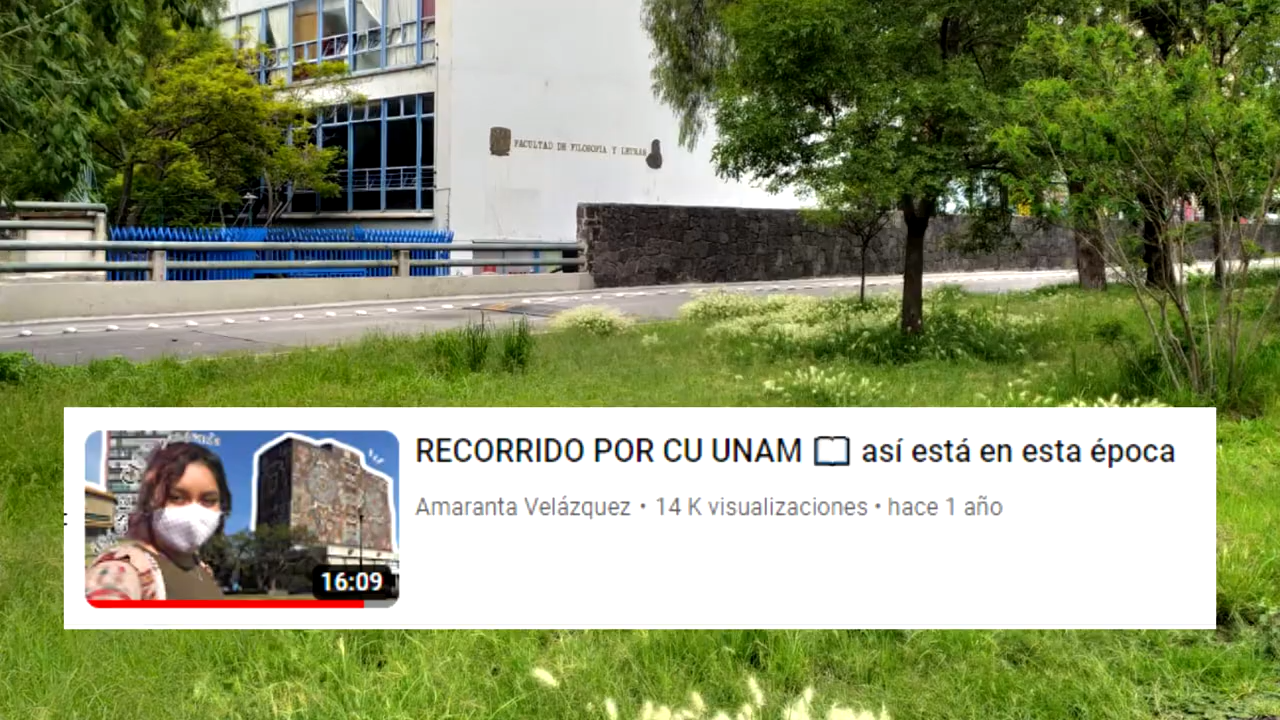 FACULTAD DE FILOSOFIA Y LETRAS
RECORRIDO POR CU UNAM 📖 así está en esta época
Amaranta Velázquez • 14 K visualizaciones • hace 1 año
16:09